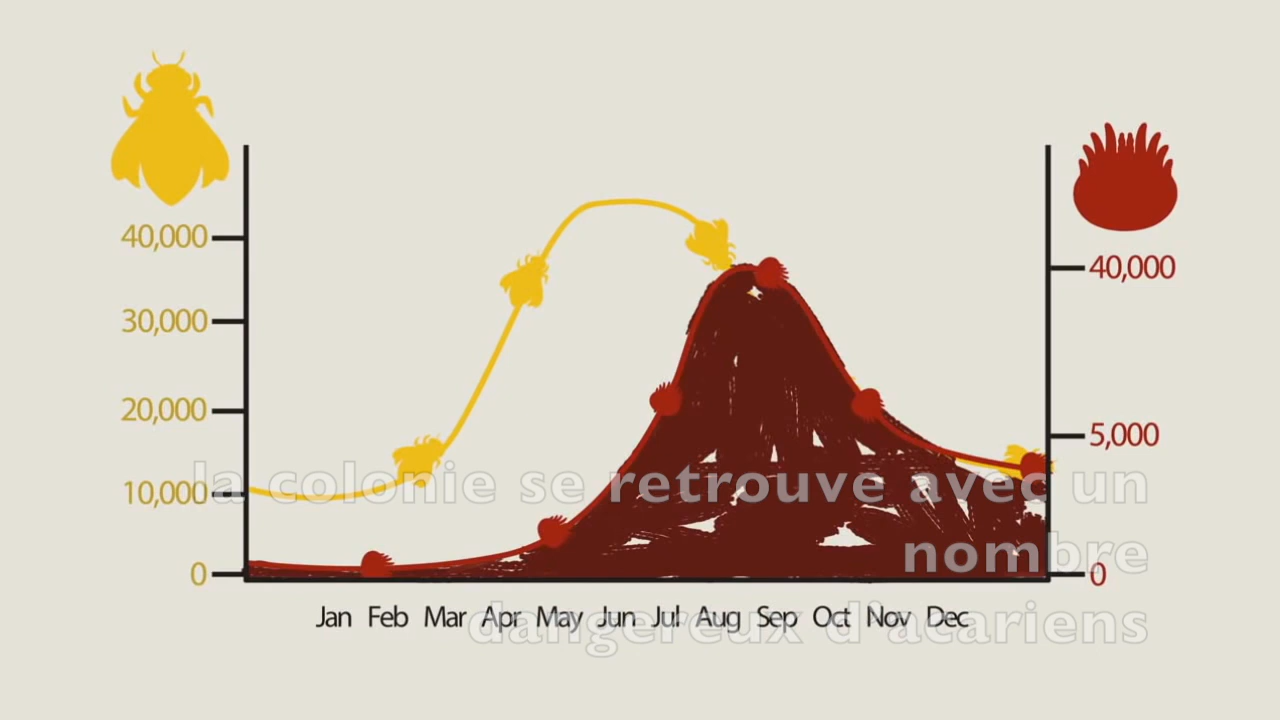 40,000
40,000
30,000
20,000
5,000
la colonie se retrouve avec un
10,000
nombre
0
0
Jan Feb Mar Apr May Jun Jul Aug Sep Oct Nov Dec
dangereux d'acariens